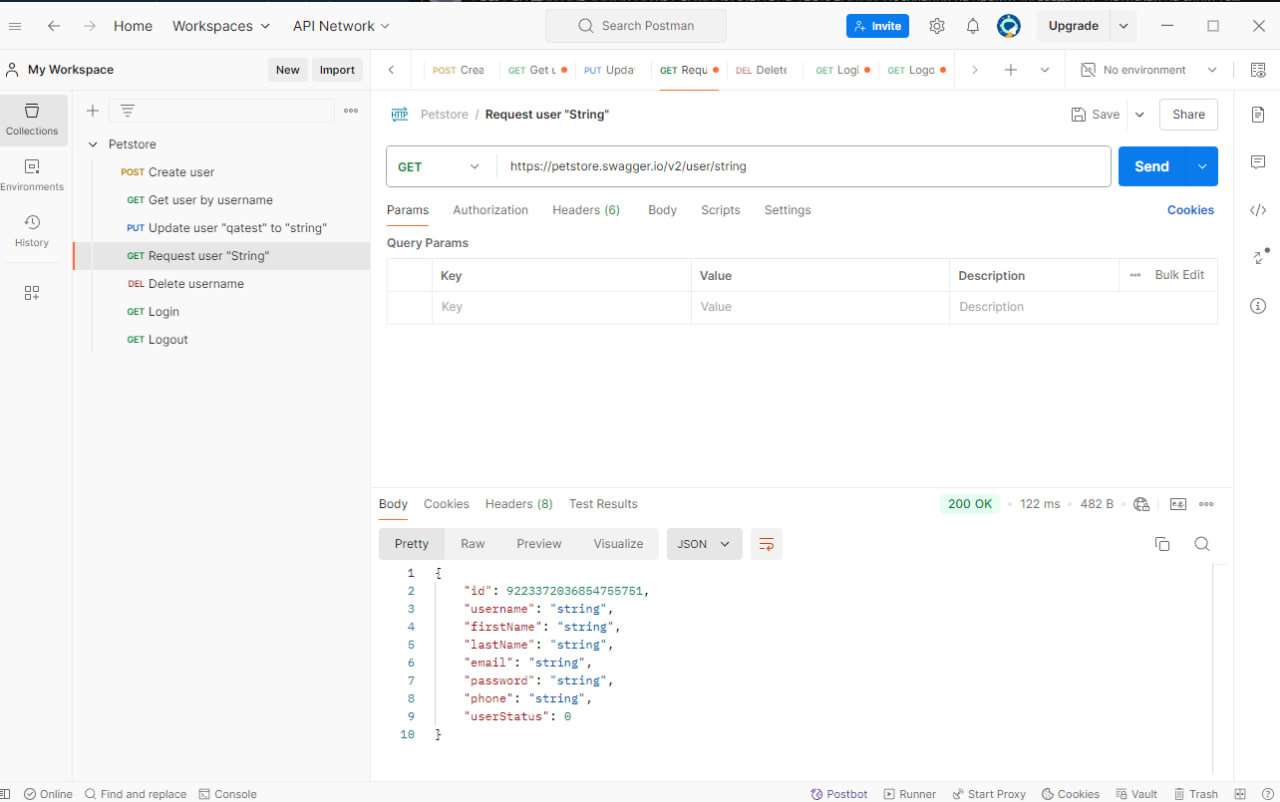 Home Workspaces API Network Search Postman Invite Upgrade
My Workspace New Import POST Crea GET Get u PUT Updat GET Requ DEL Delete GET Logi GET Logo No environment
Collections
Environments
History
Petstore
POST Create user
GET Get user by username
PUT Update user "qatest" to "string"
GET Request user "String"
DEL Delete username
GET Login
GET Logout
HTTP Petstore / Request user "String" Save Share
GET https://petstore.swagger.io/v2/user/string Send
Params Authorization Headers (6) Body Scripts Settings Cookies
Query Params
Key Value Description Bulk Edit
Key Value Description
Body Cookies Headers (8) Test Results 200 OK 122 ms 482 B e.g.
Pretty Raw Preview Visualize JSON
1 {
2 "id": 9223372036854755751,
3 "username": "string",
4 "firstName": "string",
5 "lastName": "string",
6 "email": "string",
7 "password": "string",
8 "phone": "string",
9 "userStatus": 0
10 }
Online Find and replace Console Postbot Runner Start Proxy Cookies Vault Trash